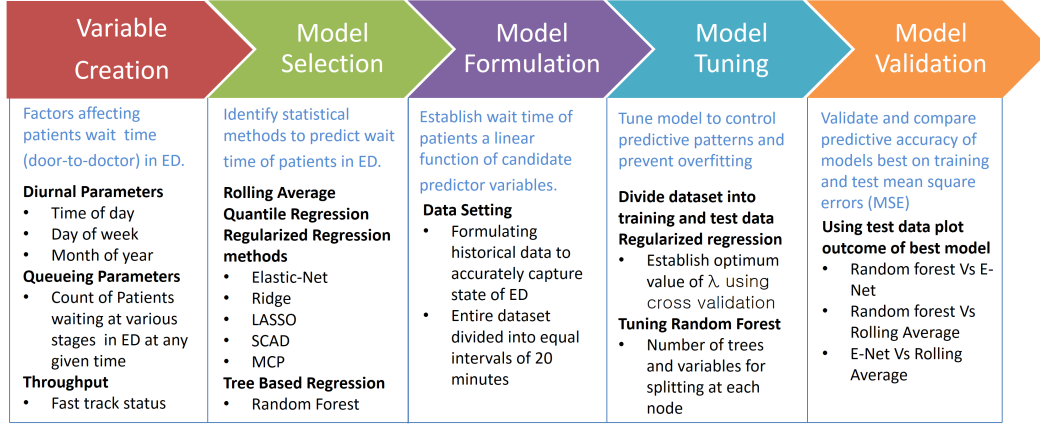 Variable
Creation
Factors affecting
patients wait time
(door-to-doctor) in ED.
Diurnal Parameters
• Time of day
• Day of week
• Month of year
Queueing Parameters
• Count of Patients
waiting at various
stages in ED at any
given time
Throughput
• Fast track status
Model
Selection
Identify statistical
methods to predict wait
time of patients in ED.
Rolling Average
Quantile Regression
Regularized Regression
methods
• Elastic-Net
• Ridge
• LASSO
• SCAD
• MCP
Tree Based Regression
• Random Forest
Model
Formulation
Establish wait time of
patients a linear
function of candidate
predictor variables.
Data Setting
• Formulating
historical data to
accurately capture
state of ED
• Entire dataset
divided into equal
intervals of 20
minutes
Model
Tuning
Tune model to control
predictive patterns and
prevent overfitting
Divide dataset into
training and test data
Regularized regression
• Establish optimum
value of λ using
cross validation
Tuning Random Forest
• Number of trees
and variables for
splitting at each
node
Model
Validation
Validate and compare
predictive accuracy of
models best on training
and test mean square
errors (MSE)
Using test data plot
outcome of best model
• Random forest Vs E-
Net
• Random forest Vs
Rolling Average
• E-Net Vs Rolling
Average